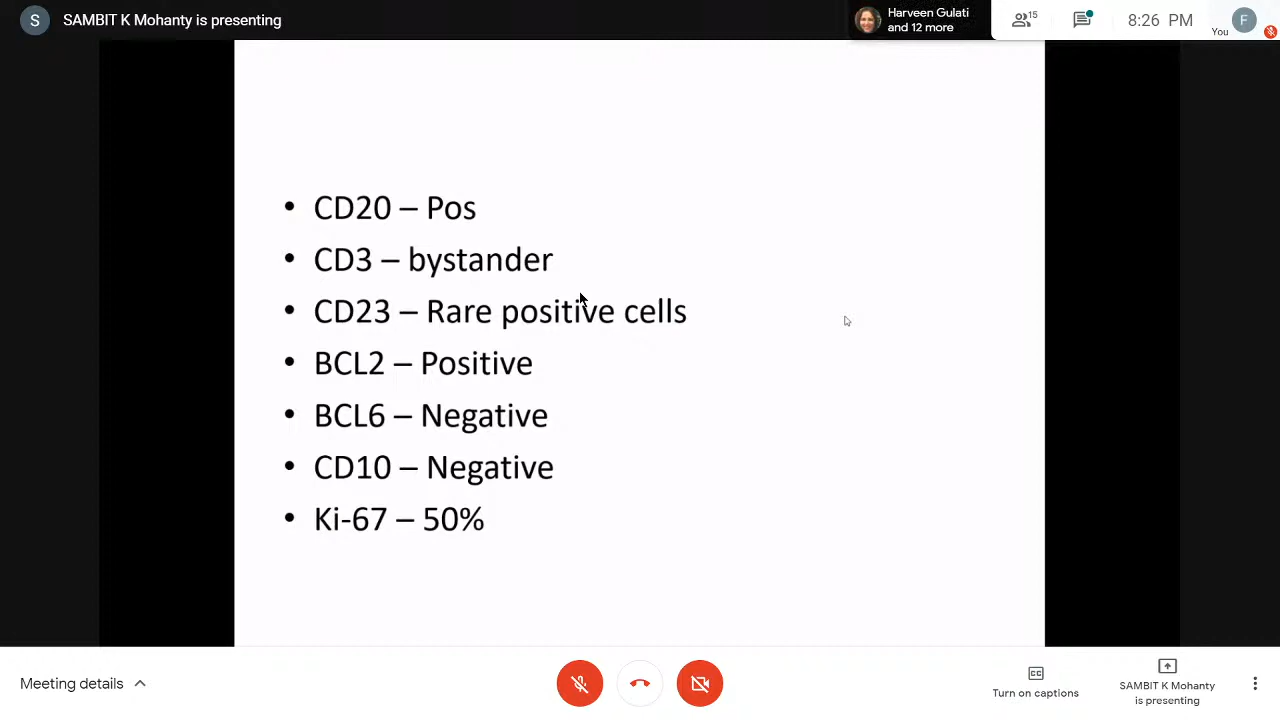 S SAMBIT K Mohanty is presenting
Harveen Gulati
and 12 more
15
8:26 PM
You
F
• CD20 – Pos
• CD3 – bystander
• CD23 – Rare positive cells
• BCL2 – Positive
• BCL6 – Negative
• CD10 – Negative
• Ki-67 – 50%
Meeting details
CC
Turn on captions
SAMBIT K Mohanty
is presenting